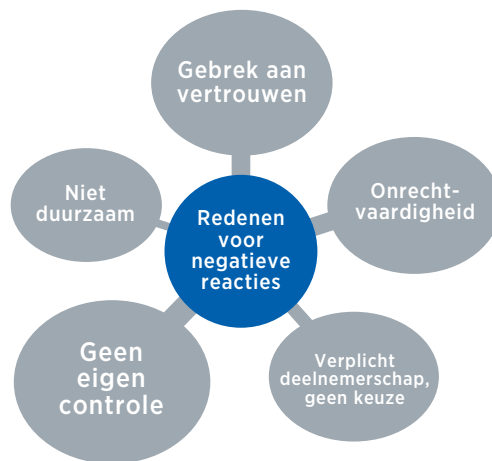 Gebrek aan
vertrouwen
Niet
duurzaam
Onrecht-
vaardigheid
Redenen
voor
negatieve
reacties
Geen
eigen
controle
Verplicht
deelnemerschap,
geen keuze